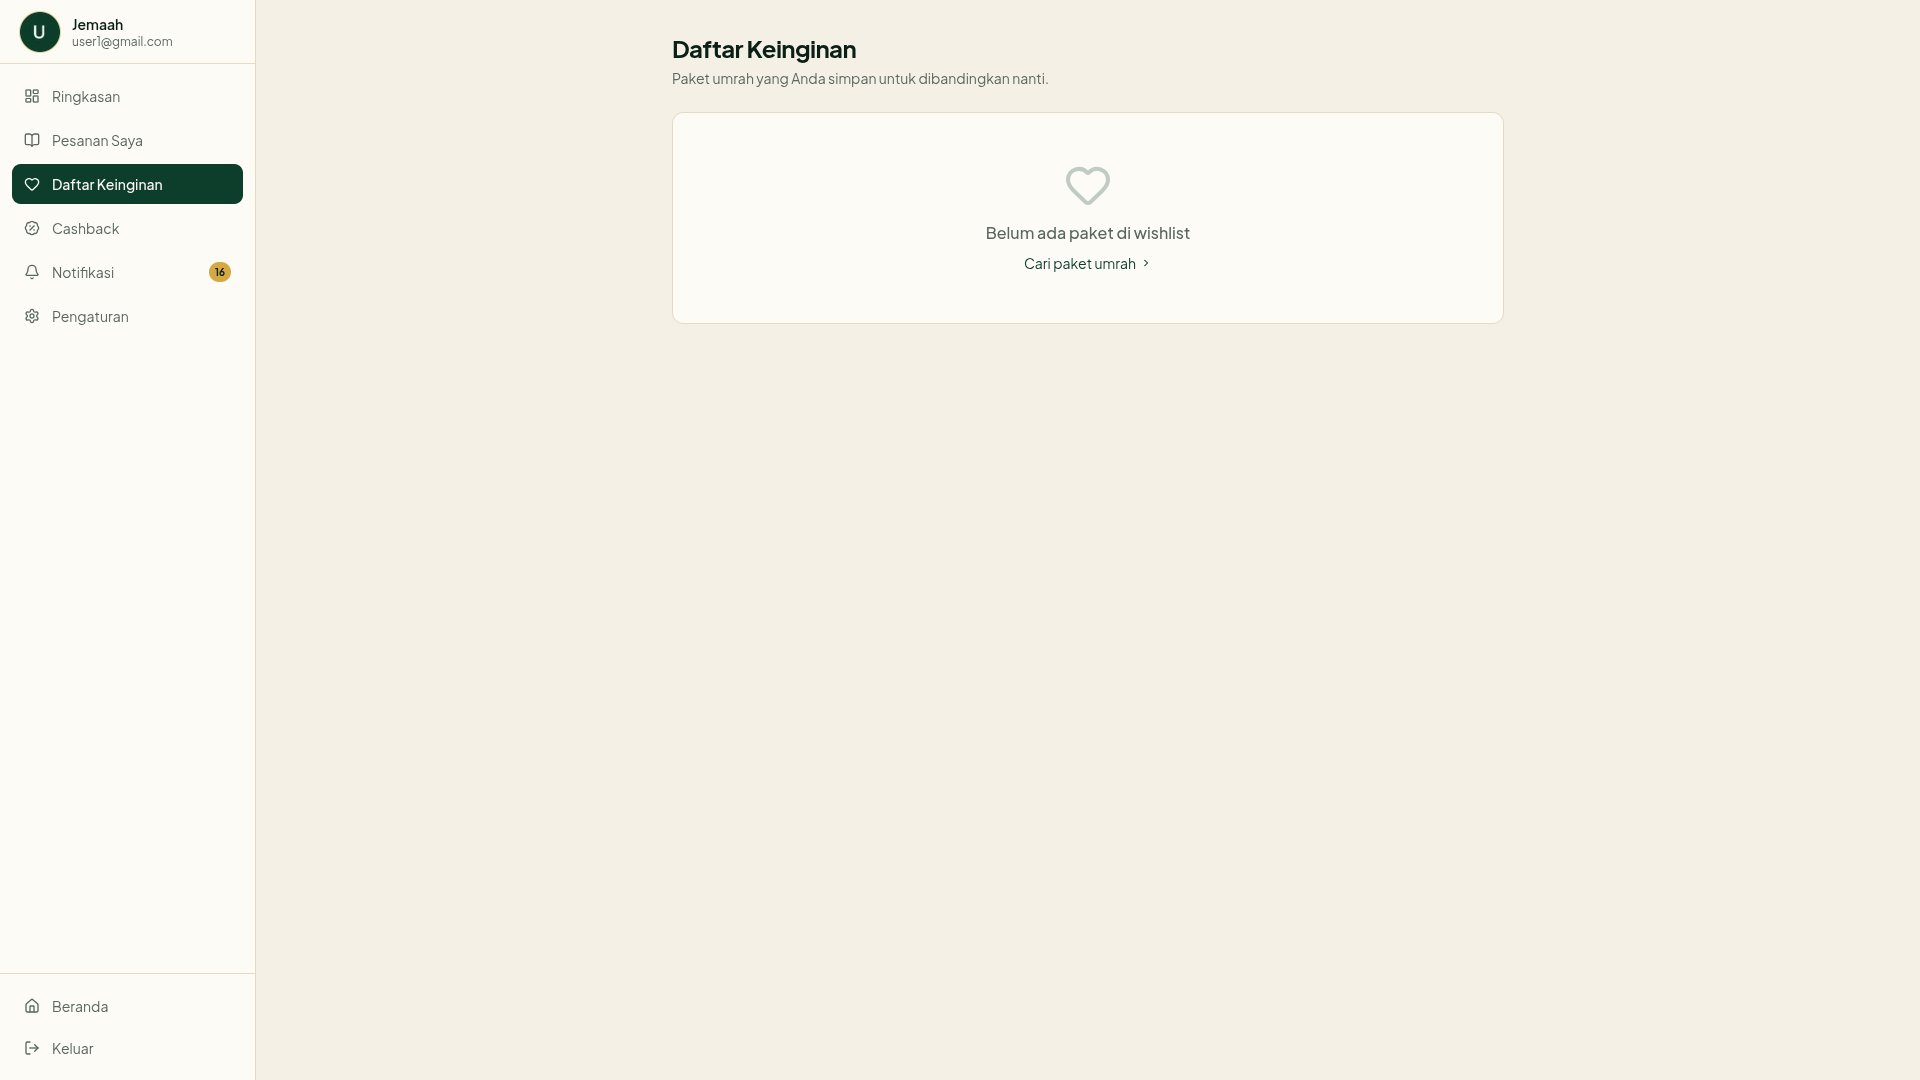 U
Jemaah
user1@gmail.com
Ringkasan
Pesanan Saya
Daftar Keinginan
Cashback
Notifikasi 16
Pengaturan
Beranda
Keluar
Daftar Keinginan
Paket umrah yang Anda simpan untuk dibandingkan nanti.
Belum ada paket di wishlist
Cari paket umrah